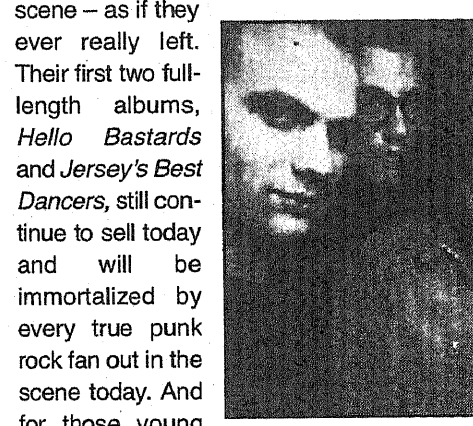 scene – as if they
ever really left.
Their first two full-
length albums,
Hello Bastards
and Jersey's Best
Dancers, still con-
tinue to sell today
and will be
immortalized by
every true punk
rock fan out in the
scene today. And
for those young